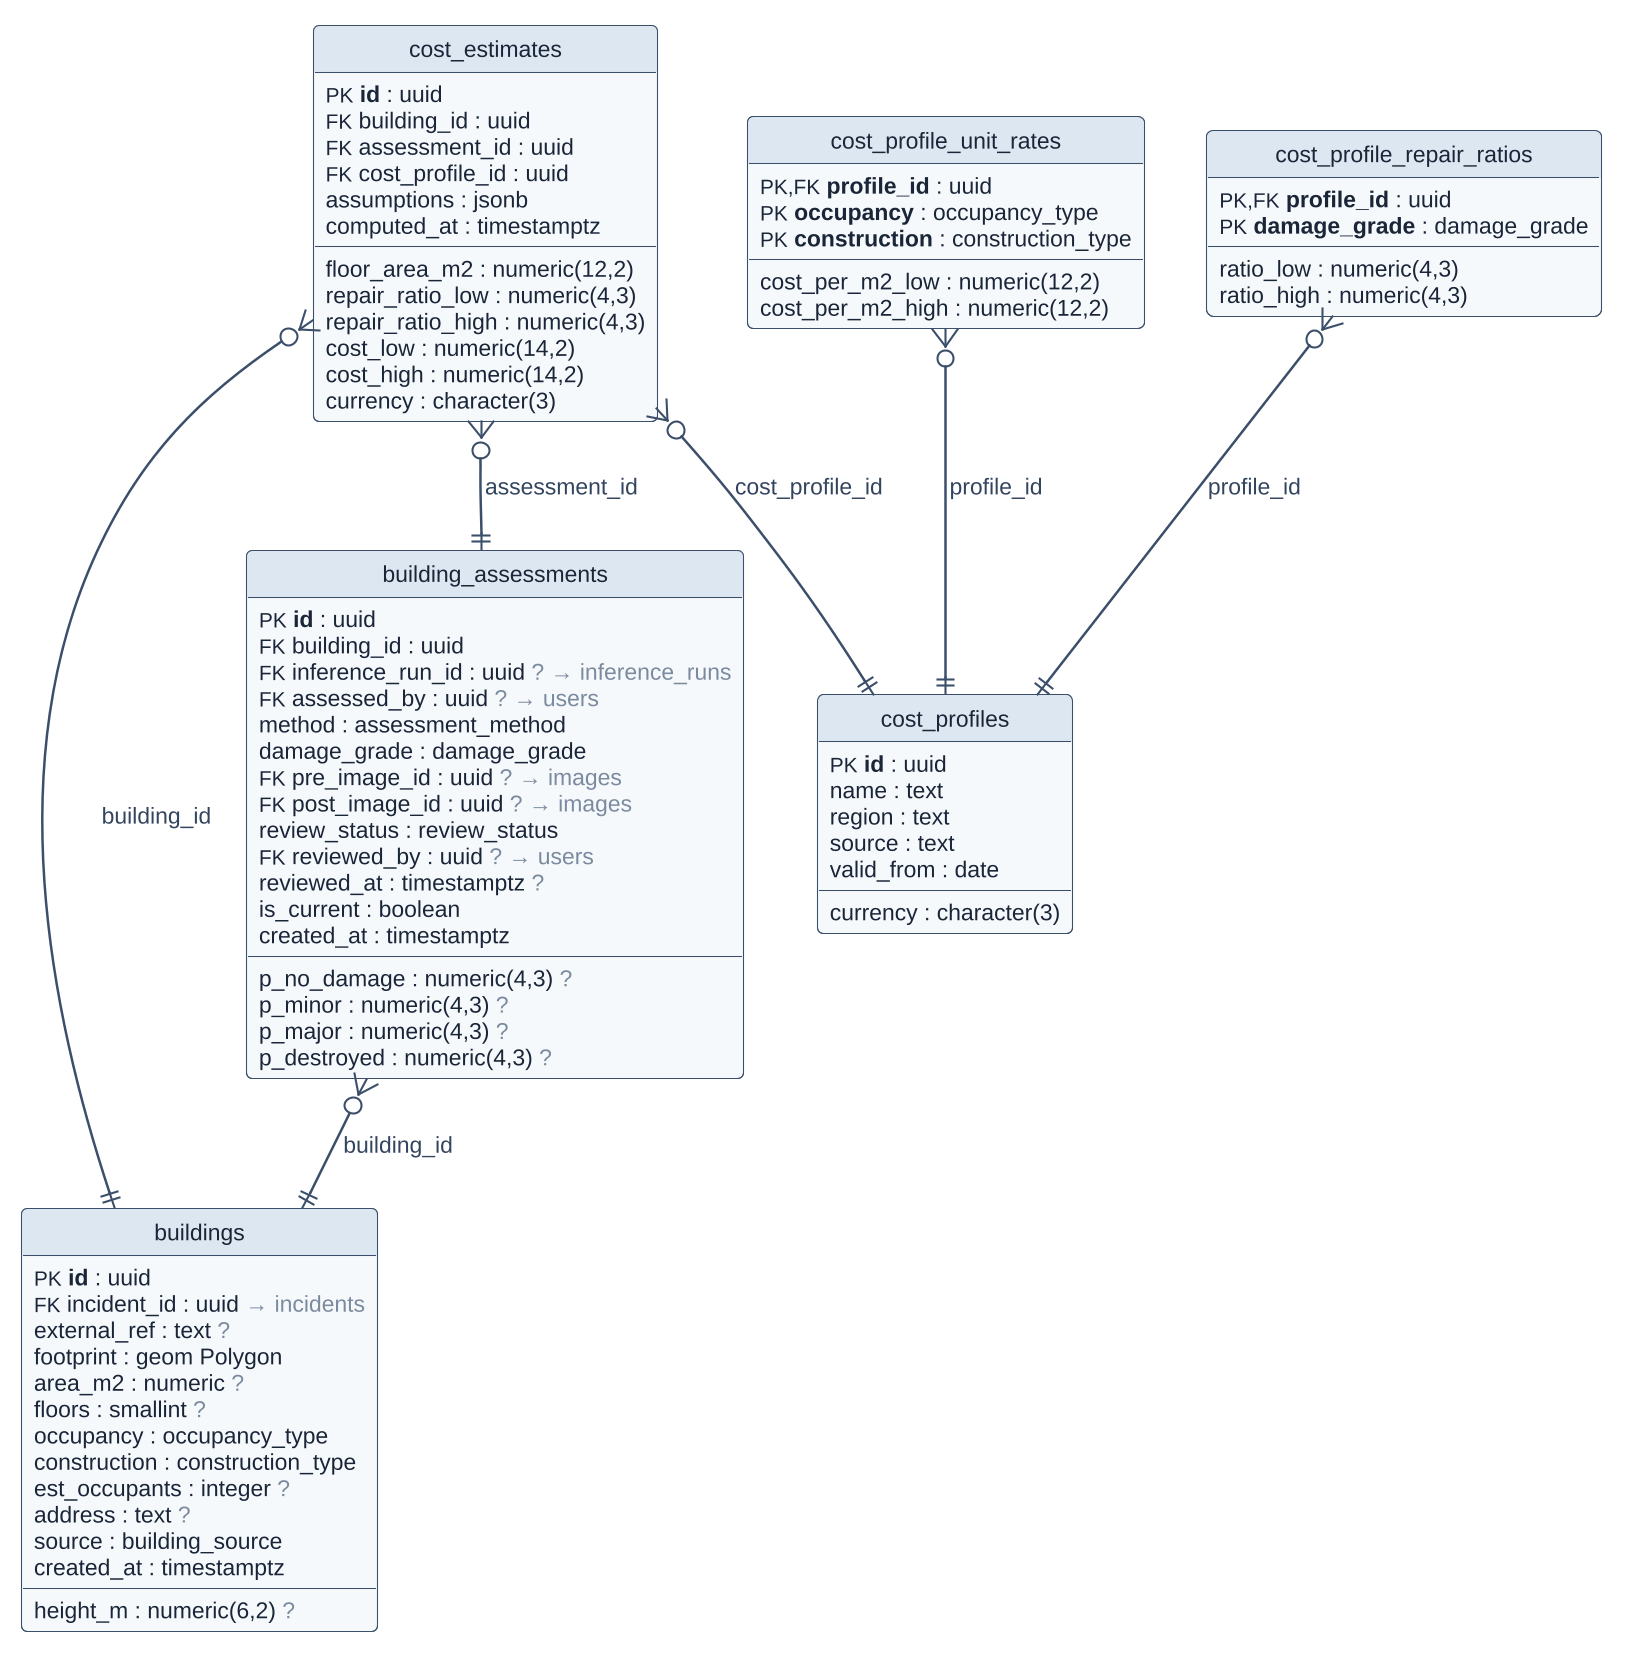 cost_estimates
PK id : uuid
FK building_id : uuid
FK assessment_id : uuid
FK cost_profile_id : uuid
assumptions : jsonb
computed_at : timestamptz
floor_area_m2 : numeric(12,2)
repair_ratio_low : numeric(4,3)
repair_ratio_high : numeric(4,3)
cost_low : numeric(14,2)
cost_high : numeric(14,2)
currency : character(3)
cost_profile_unit_rates
PK,FK profile_id : uuid
PK occupancy : occupancy_type
PK construction : construction_type
cost_per_m2_low : numeric(12,2)
cost_per_m2_high : numeric(12,2)
cost_profile_repair_ratios
PK,FK profile_id : uuid
PK damage_grade : damage_grade
ratio_low : numeric(4,3)
ratio_high : numeric(4,3)
assessment_id
cost_profile_id
profile_id
profile_id
building_assessments
PK id : uuid
FK building_id : uuid
FK inference_run_id : uuid ? → inference_runs
FK assessed_by : uuid ? → users
method : assessment_method
damage_grade : damage_grade
FK pre_image_id : uuid ? → images
FK post_image_id : uuid ? → images
review_status : review_status
FK reviewed_by : uuid ? → users
reviewed_at : timestamptz ?
is_current : boolean
created_at : timestamptz
p_no_damage : numeric(4,3) ?
p_minor : numeric(4,3) ?
p_major : numeric(4,3) ?
p_destroyed : numeric(4,3) ?
cost_profiles
PK id : uuid
name : text
region : text
source : text
valid_from : date
currency : character(3)
building_id
building_id
buildings
PK id : uuid
FK incident_id : uuid → incidents
external_ref : text ?
footprint : geom Polygon
area_m2 : numeric ?
floors : smallint ?
occupancy : occupancy_type
construction : construction_type
est_occupants : integer ?
address : text ?
source : building_source
created_at : timestamptz
height_m : numeric(6,2) ?